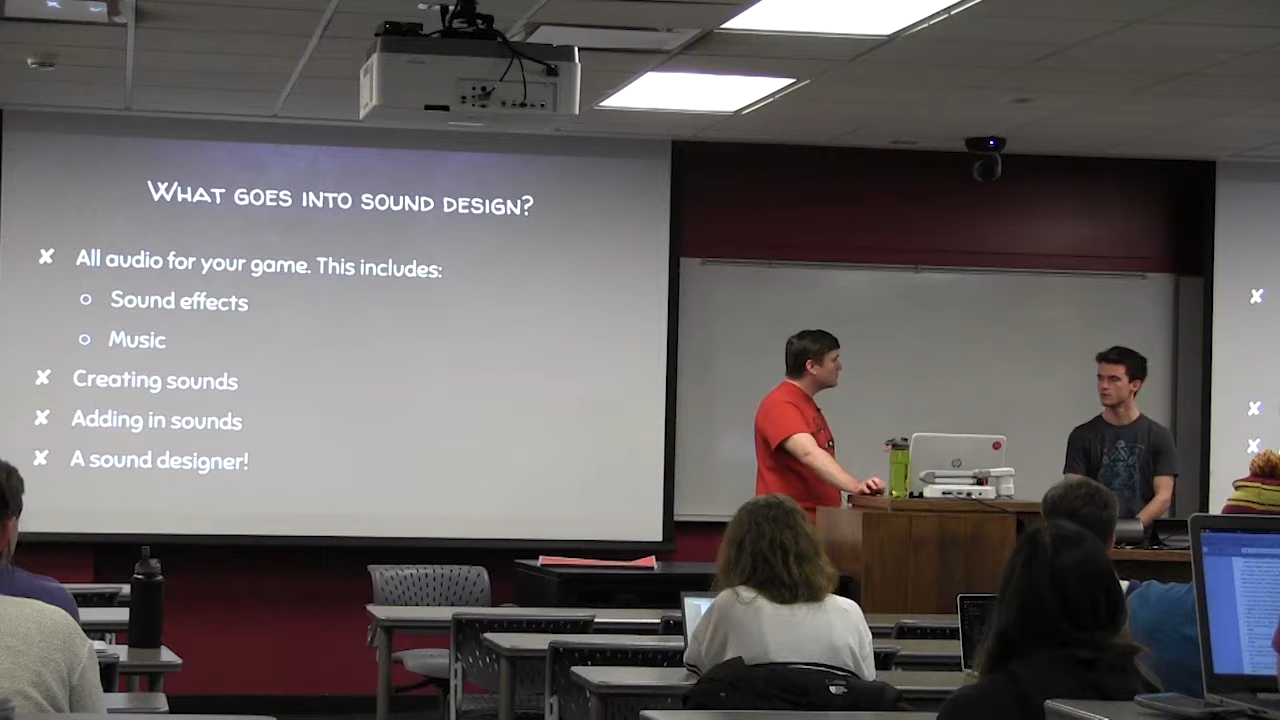 WHAT GOES INTO SOUND DESIGN?
✘ All audio for your game. This includes:
○ Sound effects
○ Music
✘ Creating sounds
✘ Adding in sounds
✘ A sound designer!
hp